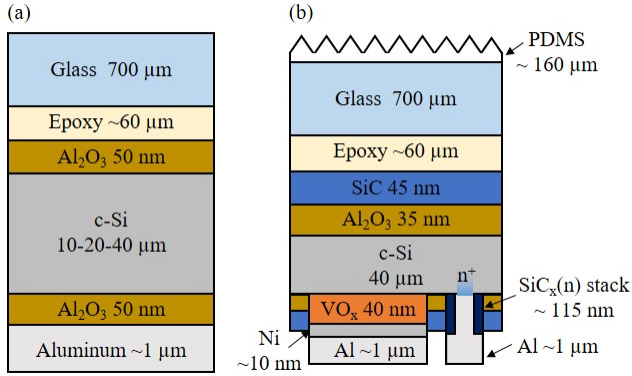 (a)
Glass 700 µm
Epoxy ~60 µm
Al₂O₃ 50 nm
c-Si
10-20-40 µm
Al₂O₃ 50 nm
Aluminum ~1 µm
(b)
PDMS
~ 160 µm
Glass 700 µm
Epoxy ~60 µm
SiC 45 nm
Al₂O₃ 35 nm
c-Si
40 µm
n⁺
SiCₓ(n) stack
~ 115 nm
VOₓ 40 nm
Ni
~10 nm
Al ~1 µm
Al ~1 µm